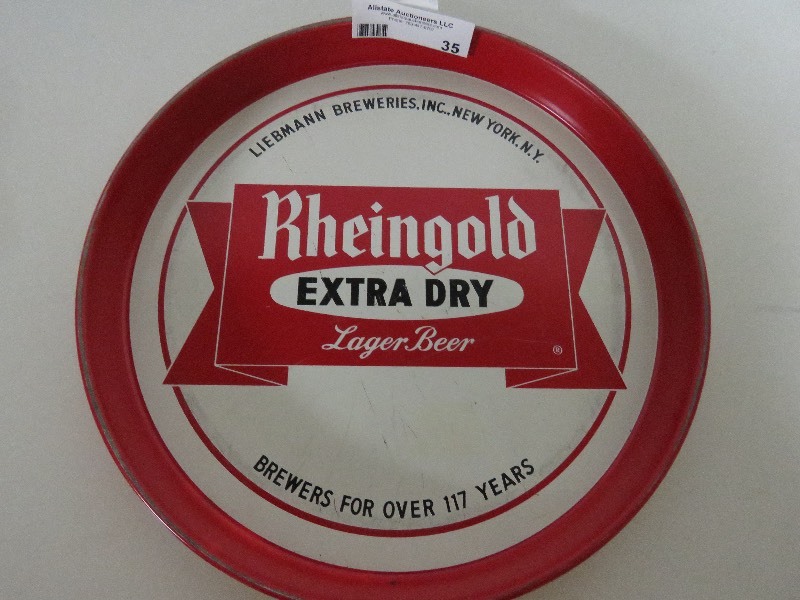 Allstate Auctioneers LLC
35
LIEBMANN BREWERIES, INC., NEW YORK, N.Y.
Rheingold
EXTRA DRY
Lager Beer
®
BREWERS FOR OVER 117 YEARS